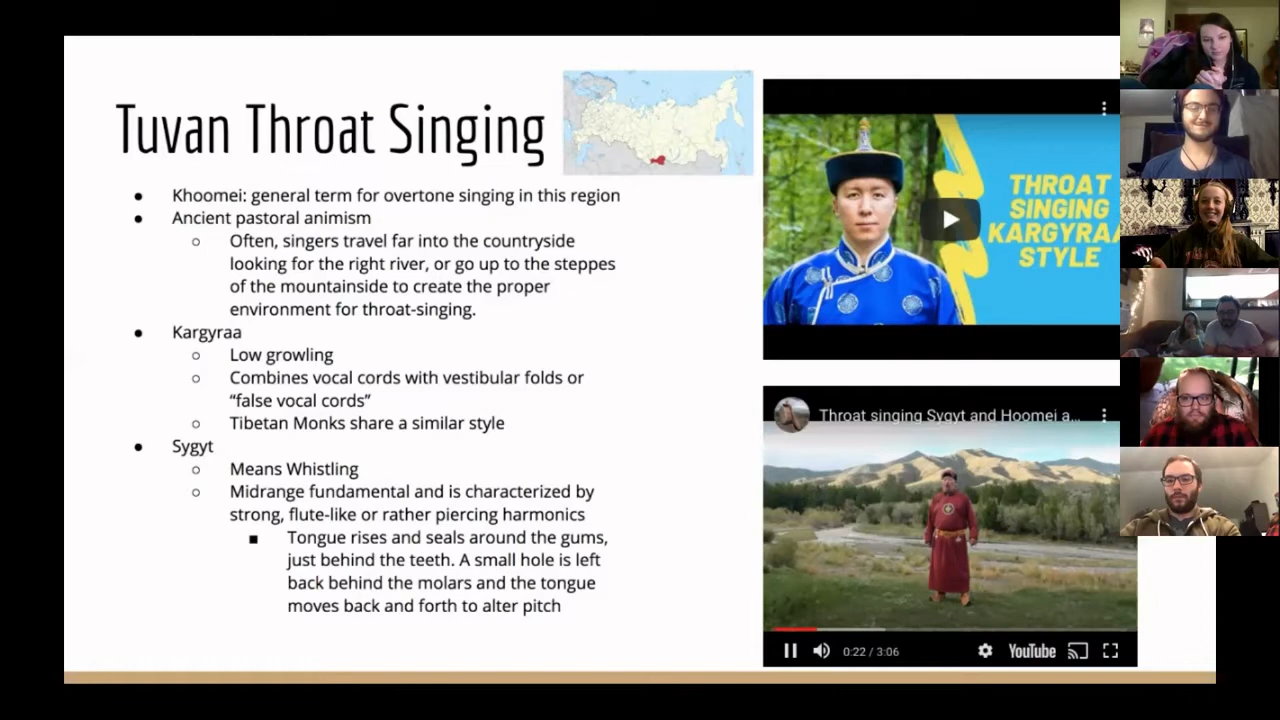 Tuvan Throat Singing
● Khoomei: general term for overtone singing in this region
● Ancient pastoral animism
○ Often, singers travel far into the countryside
looking for the right river, or go up to the steppes
of the mountainside to create the proper
environment for throat-singing.
● Kargyraa
○ Low growling
○ Combines vocal cords with vestibular folds or
“false vocal cords”
○ Tibetan Monks share a similar style
● Sygyt
○ Means Whistling
○ Midrange fundamental and is characterized by
strong, flute-like or rather piercing harmonics
■ Tongue rises and seals around the gums,
just behind the teeth. A small hole is left
back behind the molars and the tongue
moves back and forth to alter pitch
THROAT
SINGING
KARGYRAA
STYLE
Throat singing Sygyt and Hoomei a...
0:22 / 3:06
YouTube